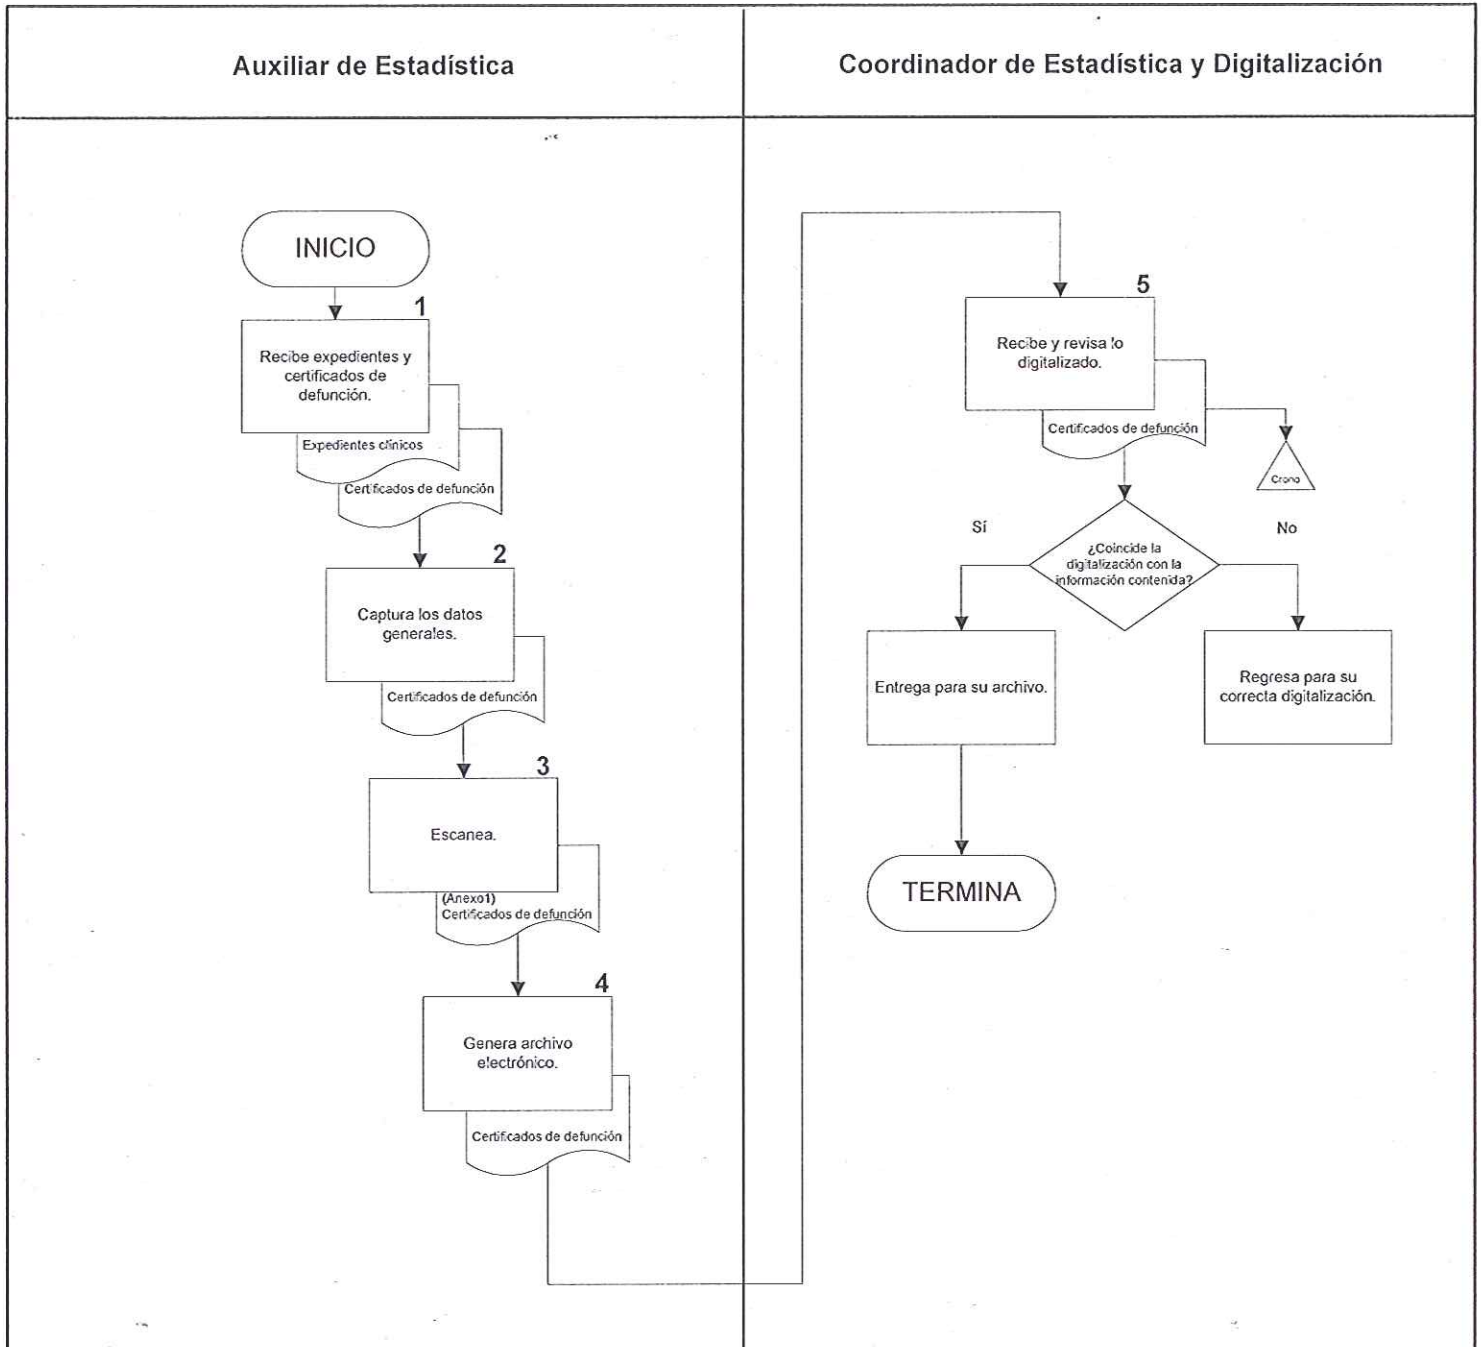 Auxiliar de Estadística
Coordinador de Estadística y Digitalización
INICIO
1
Recibe expedientes y
certificados de
defunción.
Expedientes clínicos
Certificados de defunción
2
Captura los datos
generales.
Certificados de defunción
3
Escanea.
(Anexo1)
Certificados de defunción
4
Genera archivo
electrónico.
Certificados de defunción
5
Recibe y revisa lo
digitalizado.
Certificados de defunción
Crono
Sí
No
¿Coincide la
digitalización con la
información contenida?
Entrega para su archivo.
Regresa para su
correcta digitalización.
TERMINA